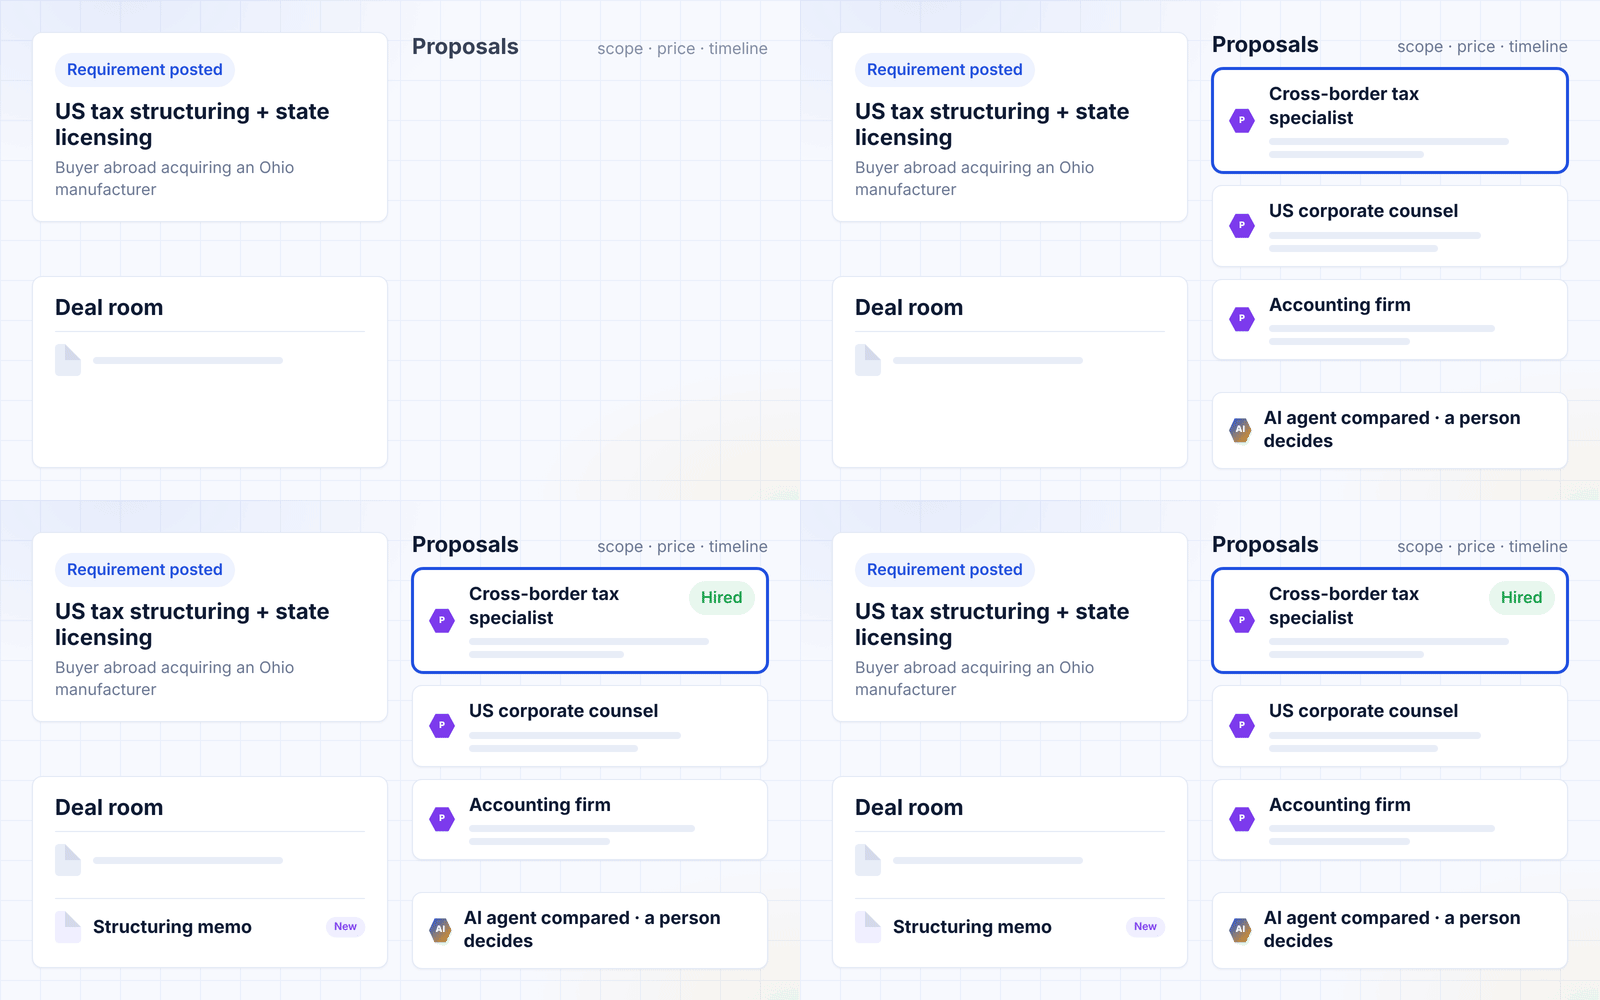 Requirement posted
US tax structuring + state
licensing
Buyer abroad acquiring an Ohio
manufacturer
Deal room
Proposals
scope · price · timeline
Requirement posted
US tax structuring + state
licensing
Buyer abroad acquiring an Ohio
manufacturer
Deal room
Proposals
scope · price · timeline
P
Cross-border tax
specialist
P
US corporate counsel
P
Accounting firm
AI
AI agent compared · a person
decides
Requirement posted
US tax structuring + state
licensing
Buyer abroad acquiring an Ohio
manufacturer
Deal room
Structuring memo
New
Proposals
scope · price · timeline
P
Cross-border tax
specialist
Hired
P
US corporate counsel
P
Accounting firm
AI
AI agent compared · a person
decides
Requirement posted
US tax structuring + state
licensing
Buyer abroad acquiring an Ohio
manufacturer
Deal room
Structuring memo
New
Proposals
scope · price · timeline
P
Cross-border tax
specialist
Hired
P
US corporate counsel
P
Accounting firm
AI
AI agent compared · a person
decides